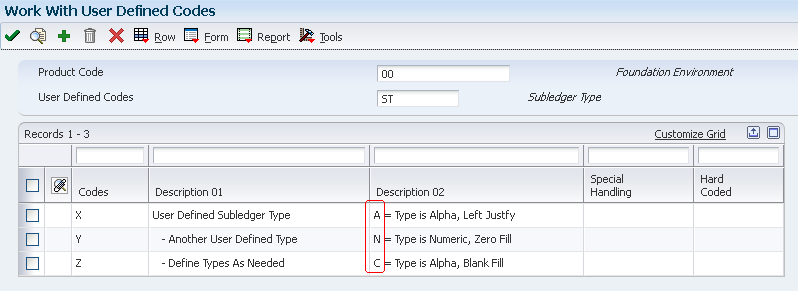 Work With User Defined Codes
Row Form Report Tools
Product Code 00 Foundation Environment
User Defined Codes ST Subledger Type
Records 1 - 3 Customize Grid
Codes Description 01 Description 02 Special Handling Hard Coded
X User Defined Subledger Type A = Type is Alpha, Left Justfy
Y - Another User Defined Type N = Type is Numeric, Zero Fill
Z - Define Types As Needed C = Type is Alpha, Blank Fill